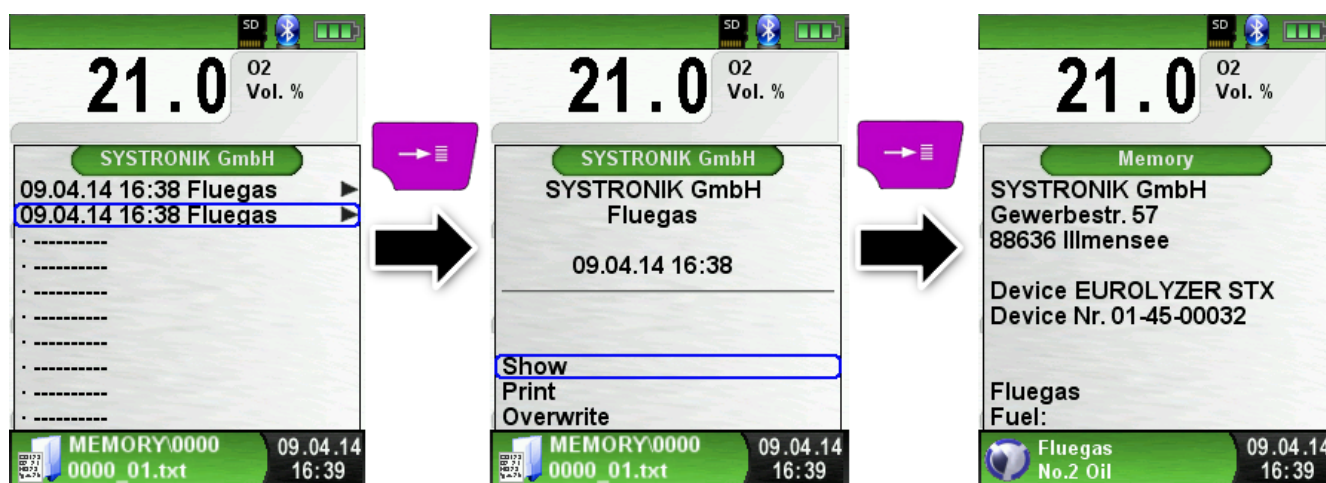 SD
21.0 O2
Vol. %
SYSTRONIK GmbH
09.04.14 16:38 Fluegas
09.04.14 16:38 Fluegas
· ----------
· ----------
· ----------
· ----------
· ----------
· ----------
· ----------
· ----------
MEMORY\0000
0000_01.txt
09.04.14
16:39
SD
21.0 O2
Vol. %
SYSTRONIK GmbH
SYSTRONIK GmbH
Fluegas
09.04.14 16:38
Show
Print
Overwrite
MEMORY\0000
0000_01.txt
09.04.14
16:39
SD
21.0 O2
Vol. %
Memory
SYSTRONIK GmbH
Gewerbestr. 57
88636 Illmensee
Device EUROLYZER STX
Device Nr. 01-45-00032
Fluegas
Fuel:
Fluegas
No.2 Oil
09.04.14
16:39